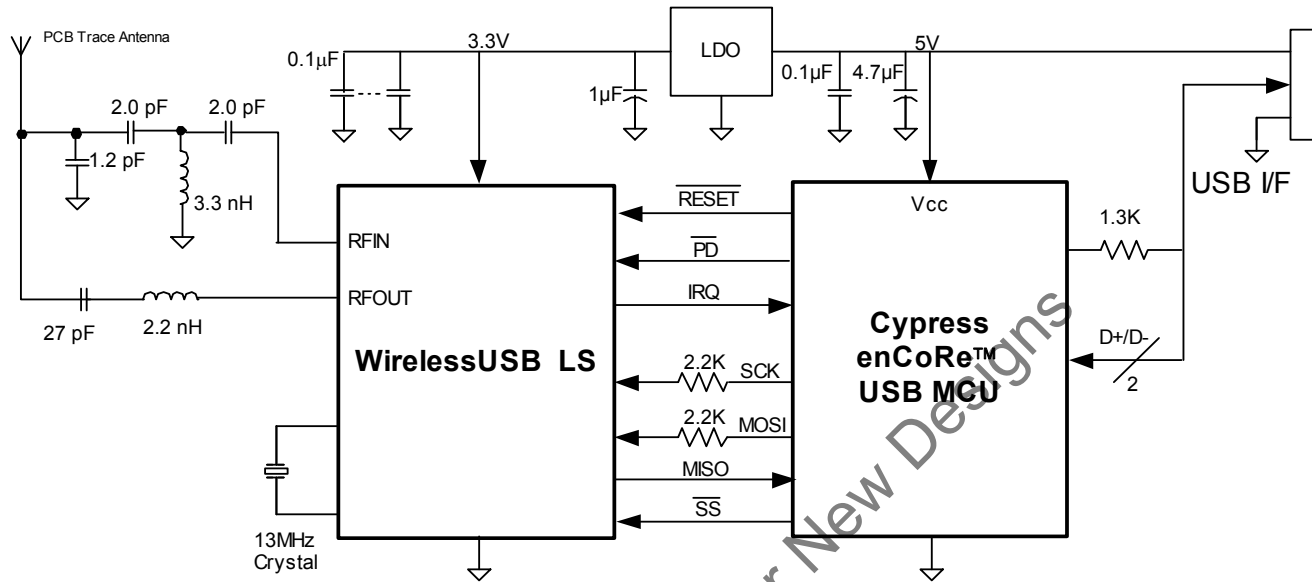 PCB Trace Antenna
3.3V
LDO
5V
0.1µF
1µF
0.1µF
4.7µF
2.0 pF
2.0 pF
1.2 pF
3.3 nH
USB I/F
RFIN
RFOUT
27 pF
2.2 nH
WirelessUSB LS
13MHz
Crystal
RESET
PD
IRQ
2.2K
SCK
2.2K
MOSI
MISO
SS
Vcc
Cypress
enCoRe™
USB MCU
1.3K
D+/D-
2
r New Designs